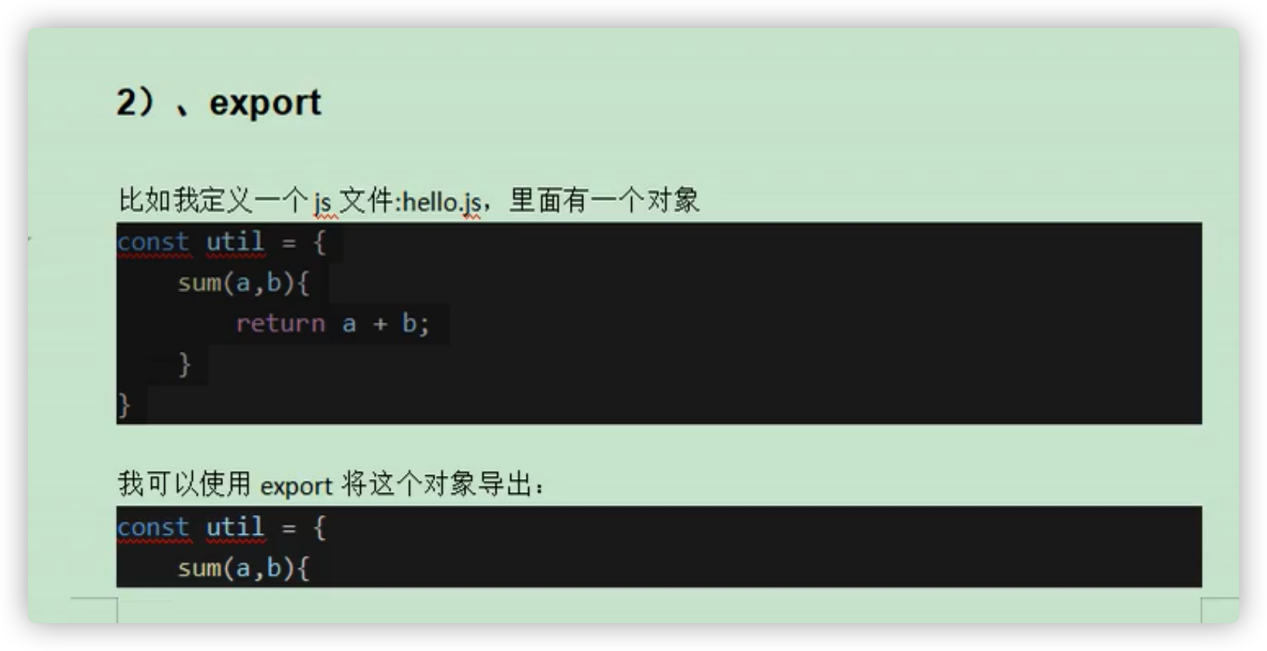 2）、export
比如我定义一个 js 文件:hello.js，里面有一个对象
const util = {
    sum(a,b){
        return a + b;
    }
}
我可以使用 export 将这个对象导出：
const util = {
    sum(a,b){